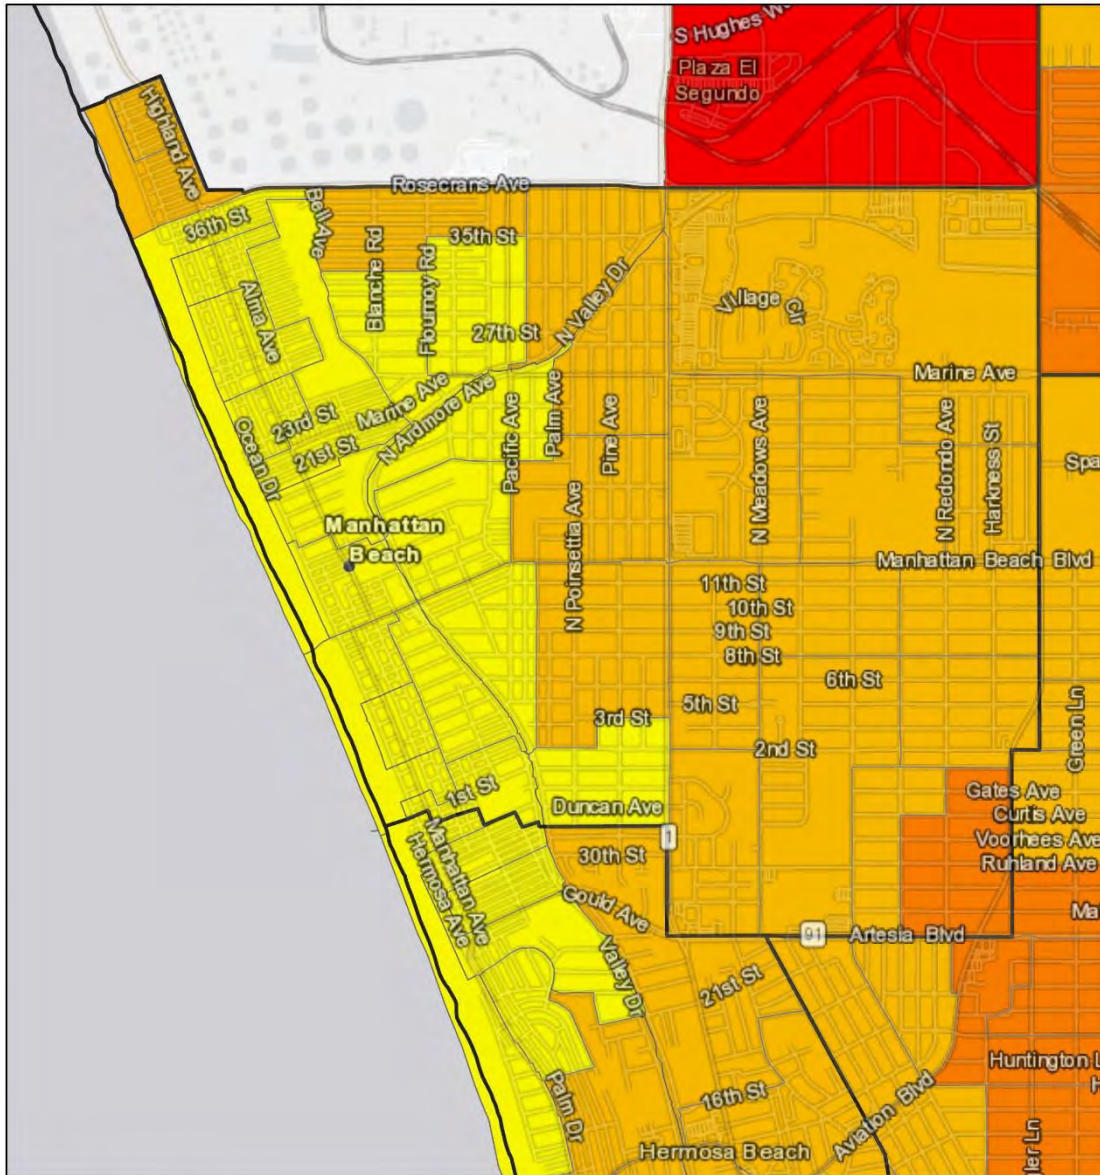 S Hughes W
Plaza El
Segundo
Highland Ave
Rosecrans Ave
36th St
Bell Ave
Blanche Rd
35th St
Flournoy Rd
N Valley Dr
Village Cir
Alma Ave
27th St
Marine Ave
Marine Ave
23rd St
21st St
N Ardmore Ave
Ocean Dr
Pacific Ave
Palm Ave
Pine Ave
N Meadows Ave
N Redondo Ave
Harkness St
Spa
Manhattan
Beach
N Poinsettia Ave
Manhattan Beach Blvd
11th St
10th St
9th St
8th St
6th St
5th St
3rd St
2nd St
Green Ln
1st St
Duncan Ave
Gates Ave
Curtis Ave
Voorhees Ave
Ruhland Ave
1
30th St
Manhattan Ave
Hermosa Ave
Gould Ave
Ma
91
Artesia Blvd
Valley Dr
21st St
Huntington L
H
Palm Dr
16th St
Aviation Blvd
Hermosa Beach
ler Ln